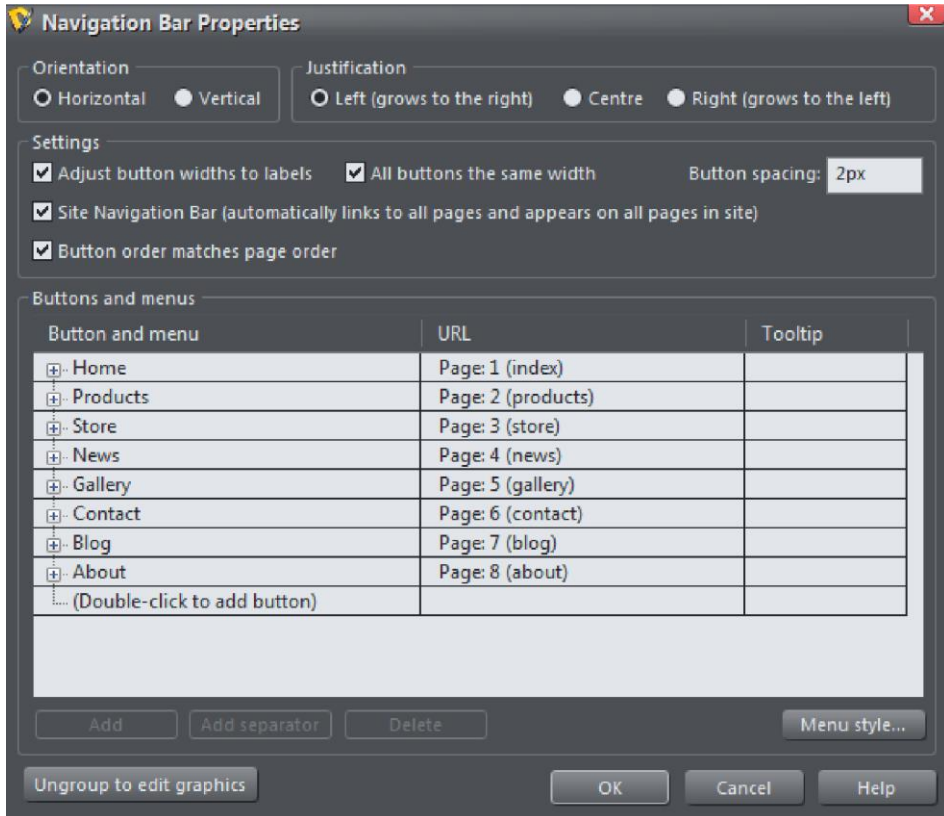 Navigation Bar Properties
Orientation
Justification
Horizontal Vertical
Left (grows to the right) Centre Right (grows to the left)
Settings
Adjust button widths to labels All buttons the same width Button spacing: 2px
Site Navigation Bar (automatically links to all pages and appears on all pages in site)
Button order matches page order
Buttons and menus
Button and menu URL Tooltip
Home Page: 1 (index)
Products Page: 2 (products)
Store Page: 3 (store)
News Page: 4 (news)
Gallery Page: 5 (gallery)
Contact Page: 6 (contact)
Blog Page: 7 (blog)
About Page: 8 (about)
(Double-click to add button)
Add Add separator Delete Menu style...
Ungroup to edit graphics OK Cancel Help